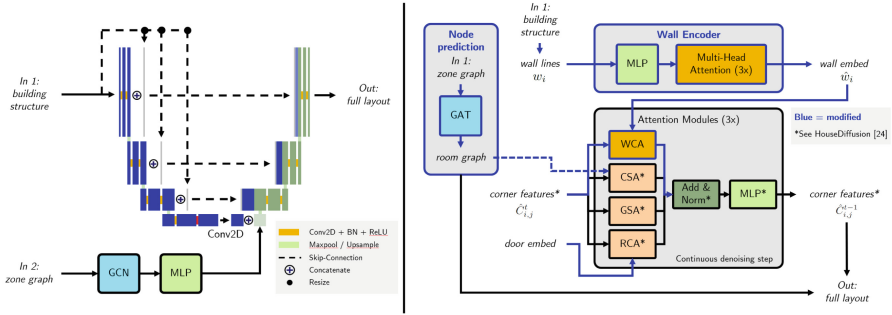 In 1:
building
structure
Out:
full layout
Conv2D
In 2:
zone graph
GCN
MLP
Conv2D + BN + ReLU
Maxpool / Upsample
Skip-Connection
Concatenate
Resize
Node
prediction
In 1:
zone graph
GAT
room graph
In 1:
building
structure
wall lines
w_i
Wall Encoder
MLP
Multi-Head
Attention (3x)
wall embed
ŵ_i
Blue = modified
*See HouseDiffusion [24]
Attention Modules (3x)
WCA
CSA*
GSA*
RCA*
Add &
Norm*
MLP*
Continuous denoising step
corner features*
Ĉ^t_{i,j}
door embed
corner features*
Ĉ^{t−1}_{i,j}
Out:
full layout